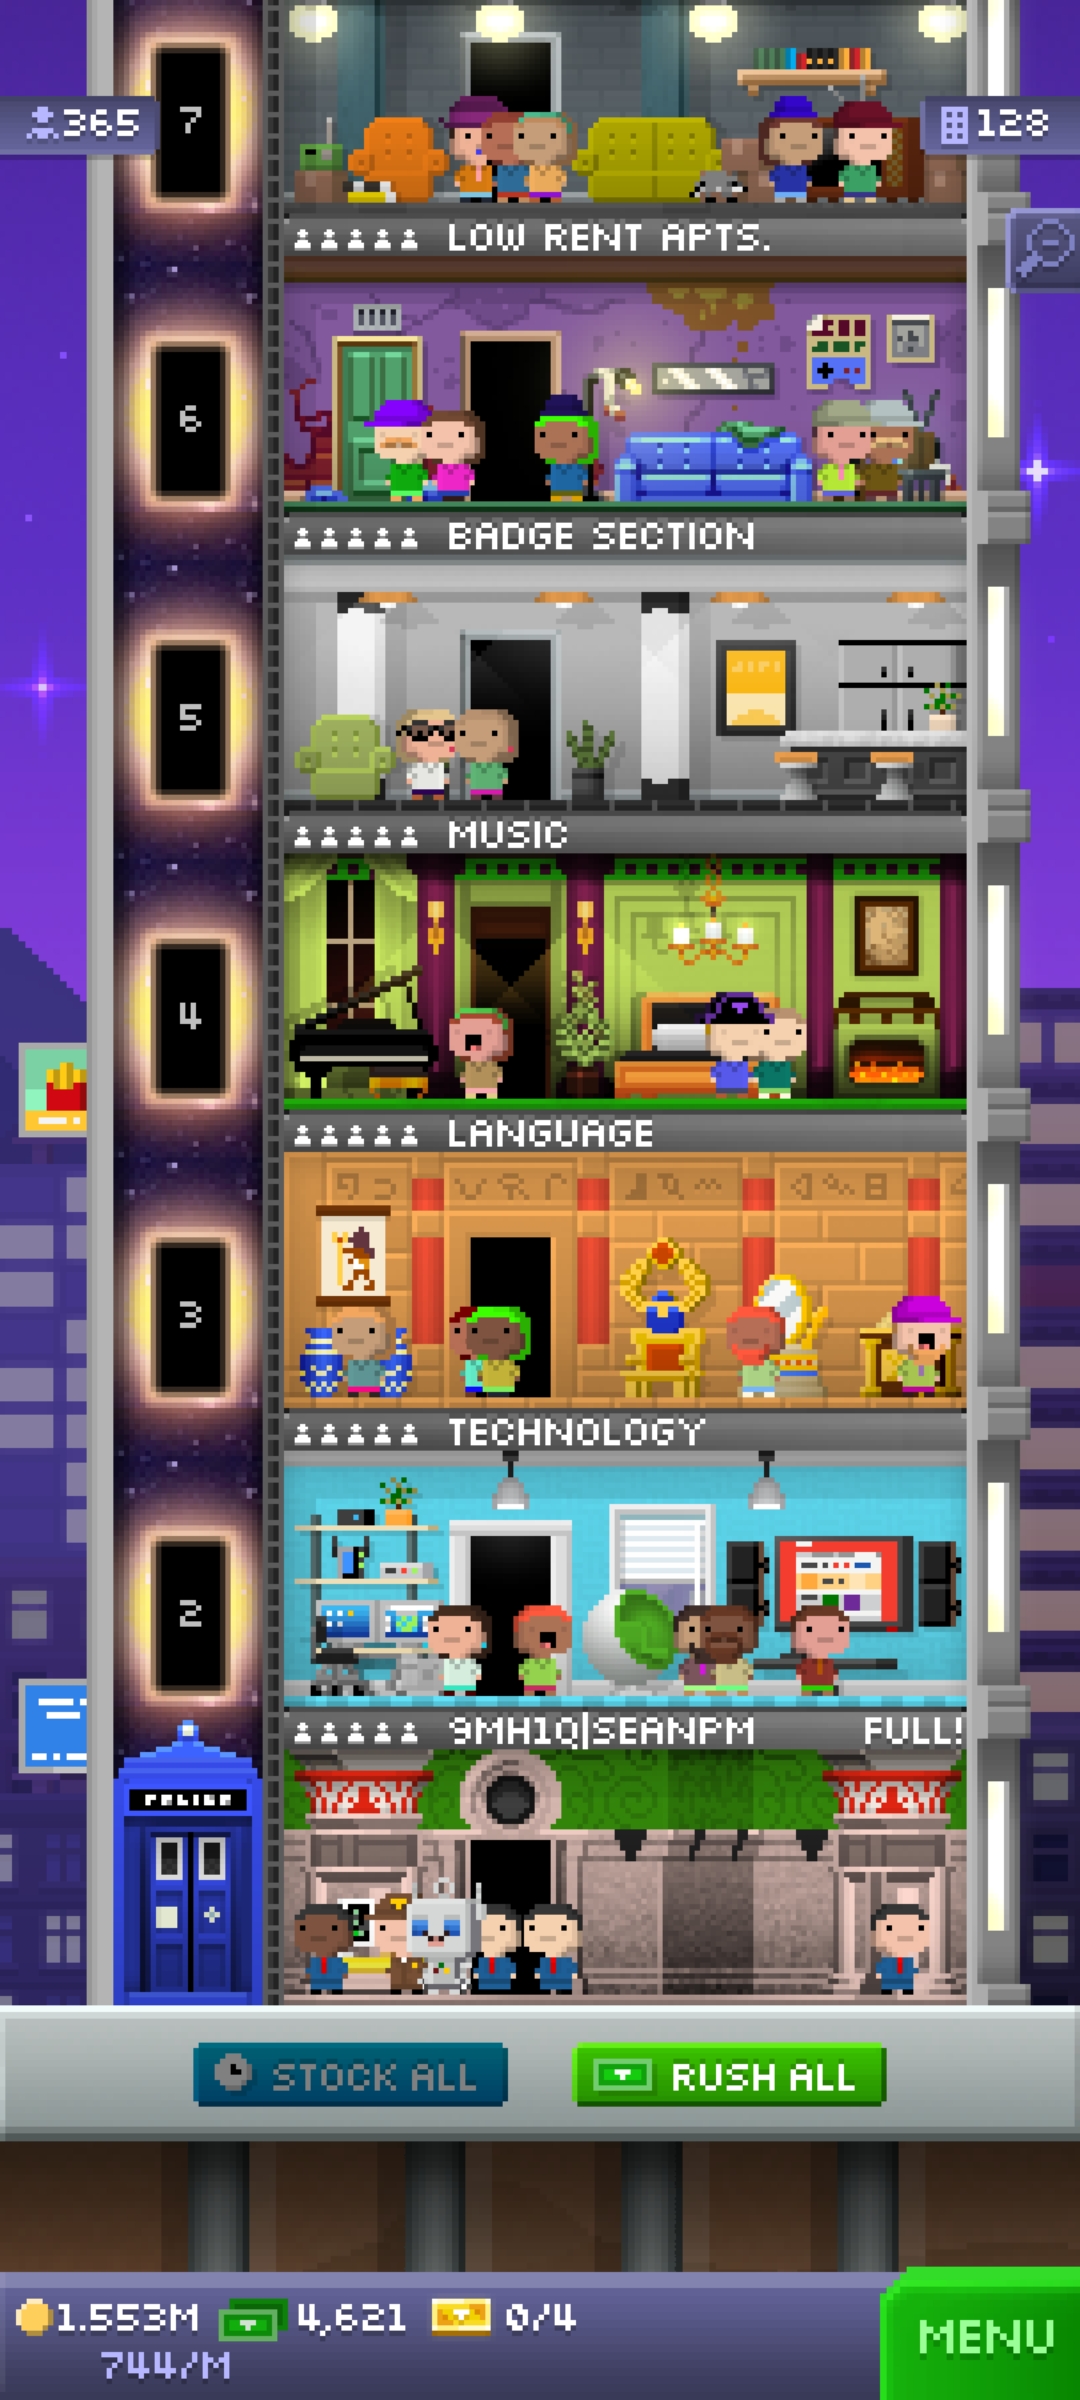 7
365
128
LOW RENT APTS.
6
BADGE SECTION
5
MUSIC
4
LANGUAGE
3
TECHNOLOGY
2
9MH1Q|SEANPM FULL!
POLICE
STOCK ALL
RUSH ALL
1.553M 4,621 0/4
744/M
MENU